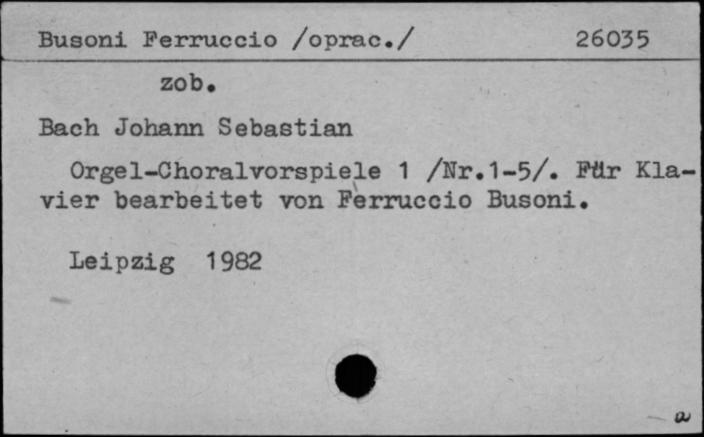 Busoni Ferruccio /oprac./ 26035
zob.
Bach Johann Sebastian
Orgel-Choralvorspiele 1 /Nr.1-5/. Für Kla-
vier bearbeitet von Ferruccio Busoni.
Leipzig 1982
a